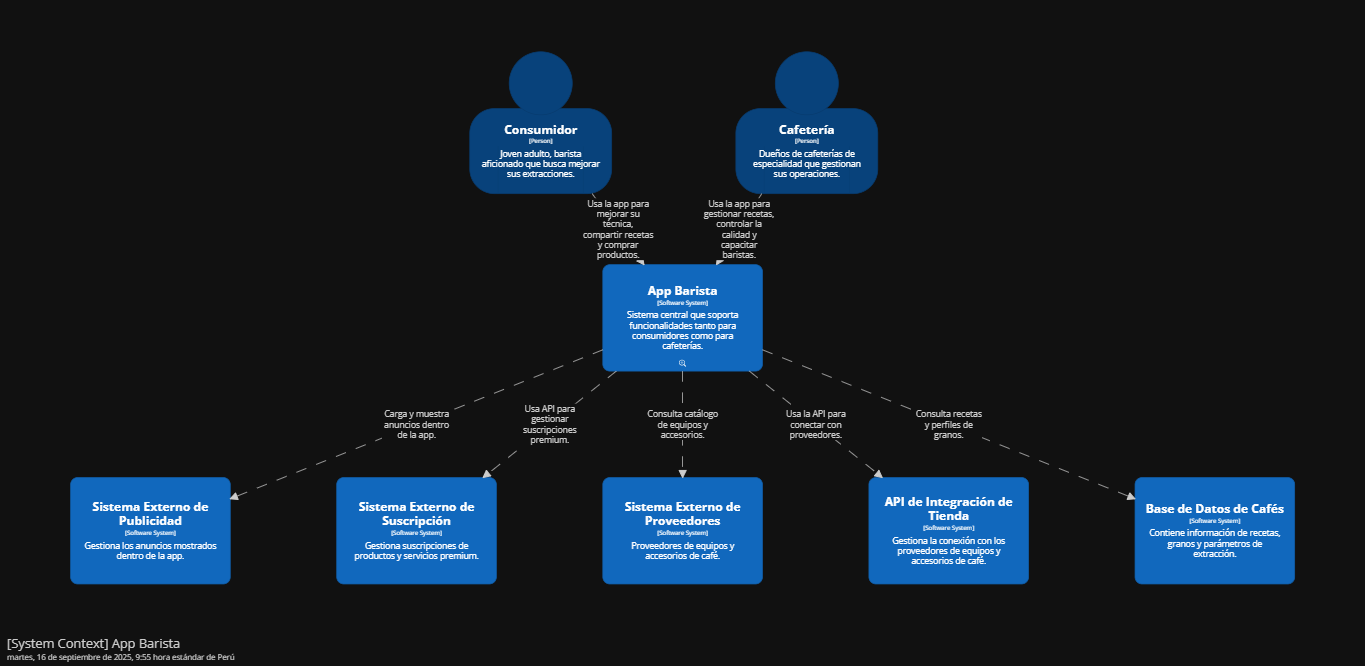 Consumidor
[Person]
Joven adulto, barista
aficionado que busca mejorar
sus extracciones.
Cafetería
[Person]
Dueños de cafeterías de
especialidad que gestionan
sus operaciones.
Usa la app para
mejorar su
técnica,
compartir recetas
y comprar
productos.
Usa la app para
gestionar recetas,
controlar la
calidad y
capacitar
baristas.
App Barista
[Software System]
Sistema central que soporta
funcionalidades tanto para
consumidores como para
cafeterías.
Carga y muestra
anuncios dentro
de la app.
Usa API para
gestionar
suscripciones
premium.
Consulta catálogo
de equipos y
accesorios.
Usa la API para
conectar con
proveedores.
Consulta recetas
y perfiles de
granos.
Sistema Externo de
Publicidad
[Software System]
Gestiona los anuncios mostrados
dentro de la app.
Sistema Externo de
Suscripción
[Software System]
Gestiona suscripciones de
productos y servicios premium.
Sistema Externo de
Proveedores
[Software System]
Proveedores de equipos y
accesorios de café.
API de Integración de
Tienda
[Software System]
Gestiona la conexión con los
proveedores de equipos y
accesorios de café.
Base de Datos de Cafés
[Software System]
Contiene información de recetas,
granos y parámetros de
extracción.
[System Context] App Barista
martes, 16 de septiembre de 2025, 9:55 hora estándar de Perú